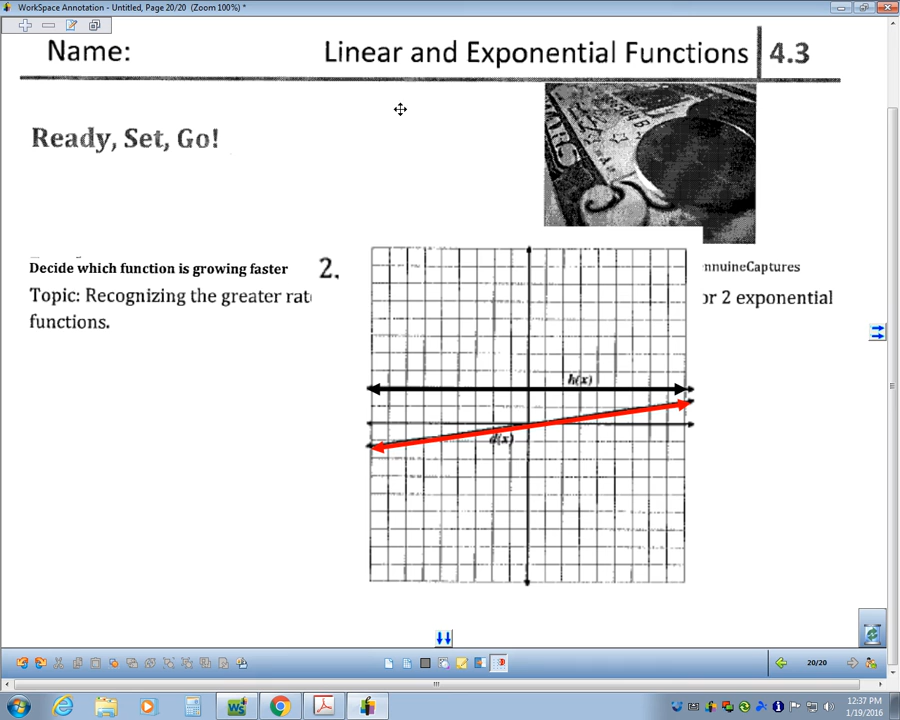 WorkSpace Annotation - Untitled, Page 20/20 (Zoom 100%) *
Name:
Linear and Exponential Functions
4.3
Ready, Set, Go!
Decide which function is growing faster
2.
Topic: Recognizing the greater
or 2 exponential
functions.
h(x)
d(x)
20/20
12:37 PM
1/19/2016